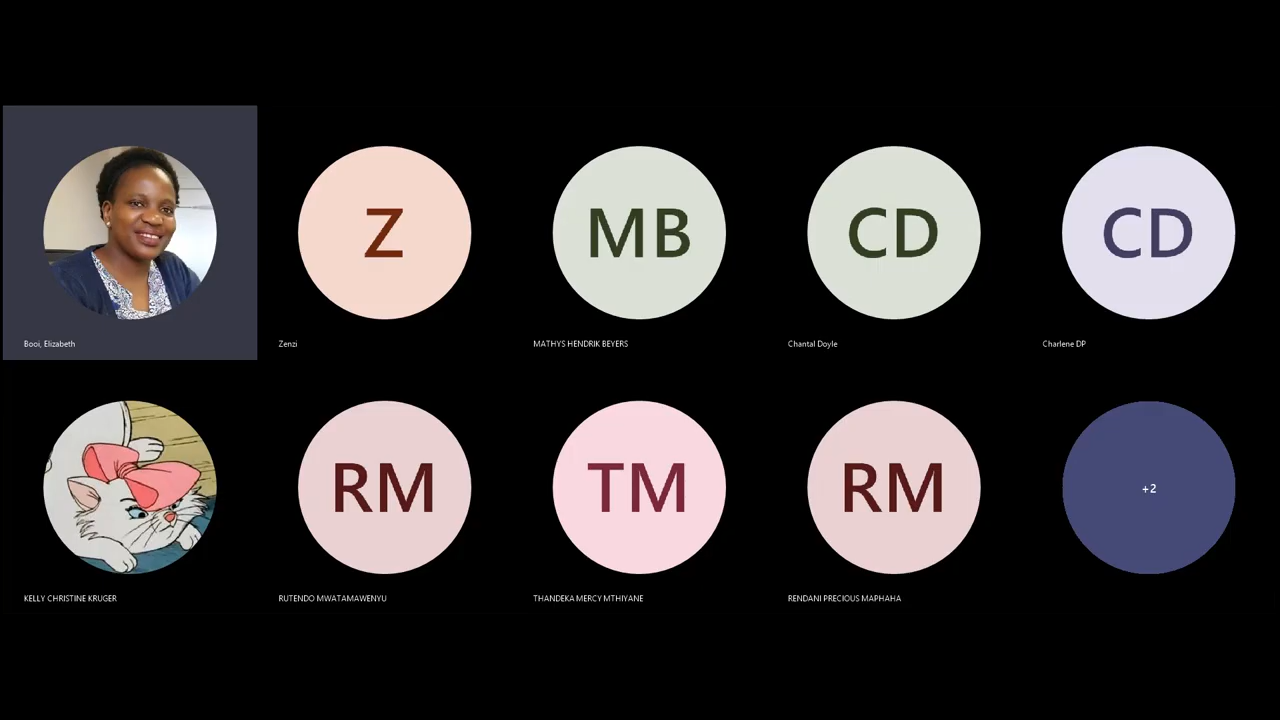 Z
MB
CD
CD
Booi, Elizabeth
Zenzi
MATHYS HENDRIK BEYERS
Chantal Doyle
Charlene DP
RM
TM
RM
+2
KELLY CHRISTINE KRUGER
RUTENDO MWATAMAWENYU
THANDEKA MERCY MTHIYANE
RENDANI PRECIOUS MAPHAHA